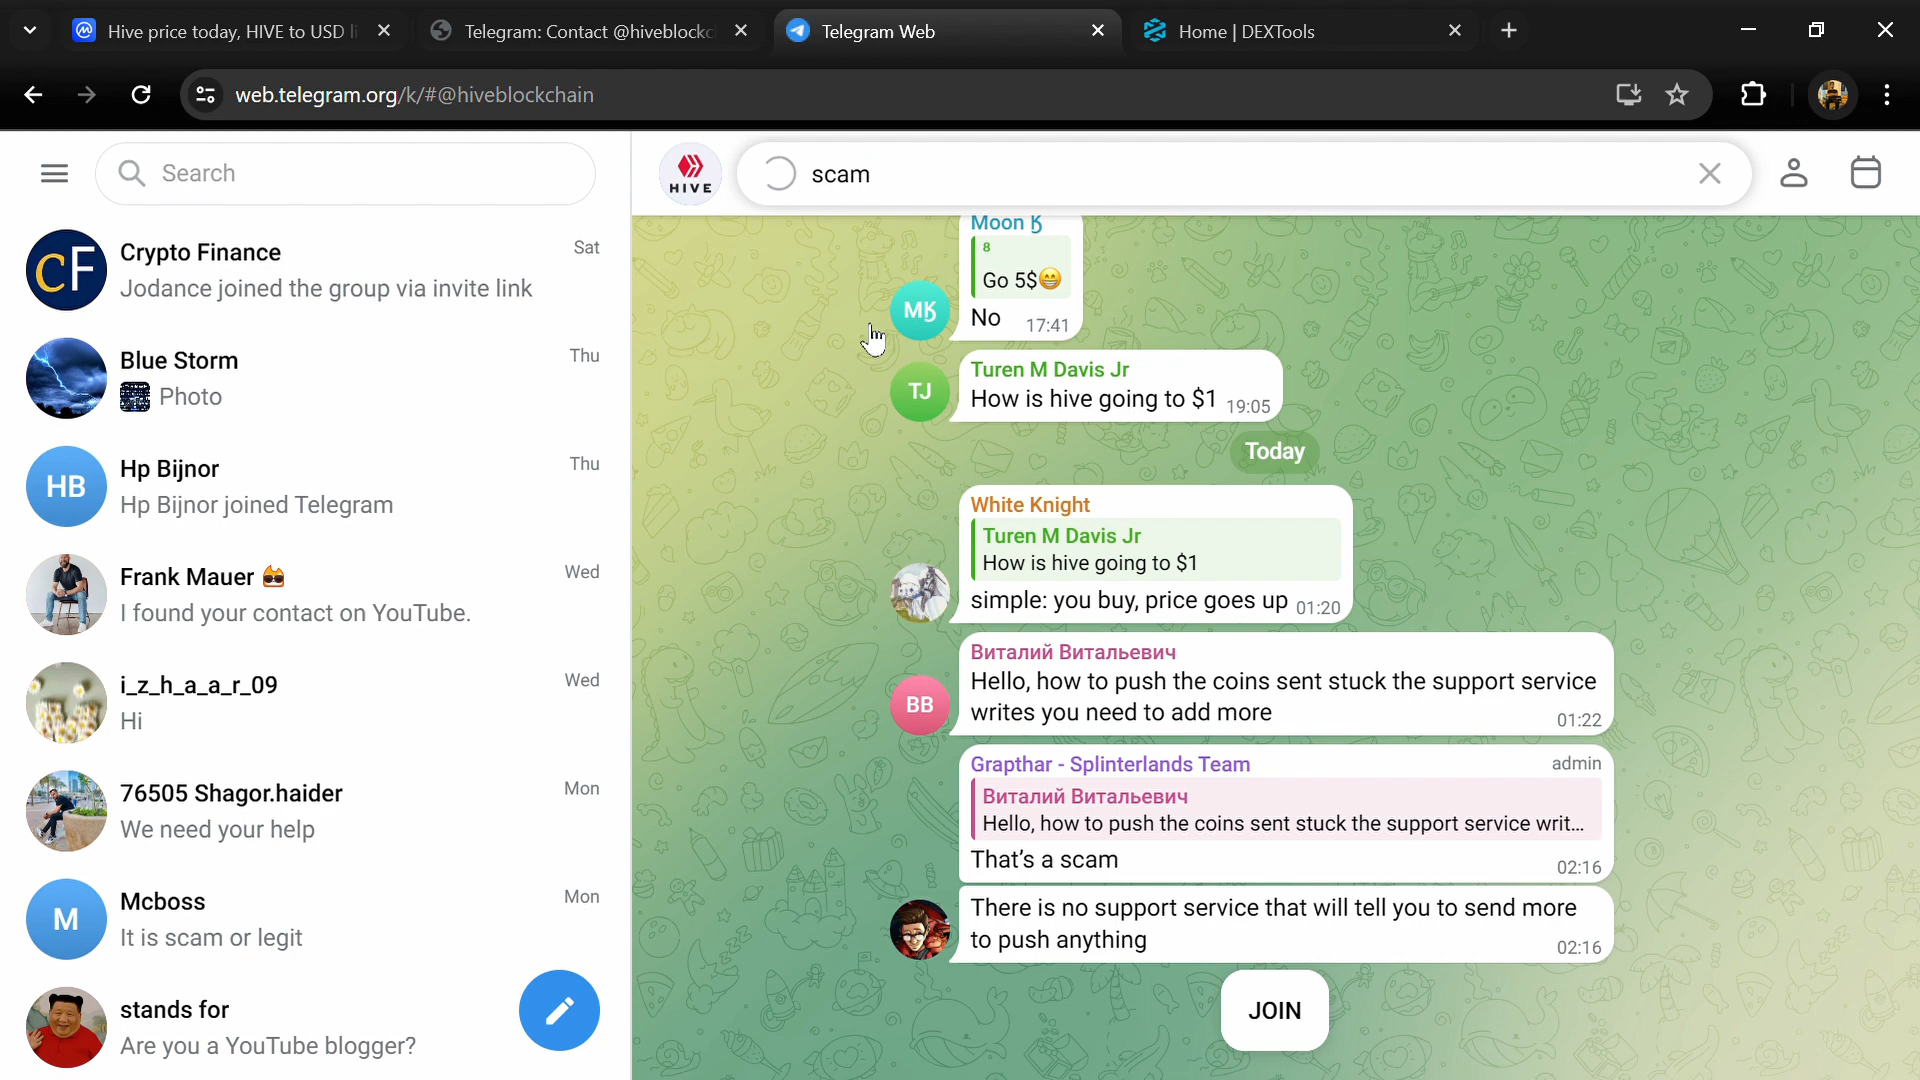 Hive price today, HIVE to USD li
Telegram: Contact @hiveblockc
Telegram Web
Home | DEXTools
web.telegram.org/k/#@hiveblockchain
Search
HIVE
scam
CF
Crypto Finance
Sat
Jodance joined the group via invite link
Blue Storm
Thu
Photo
HB
Hp Bijnor
Thu
Hp Bijnor joined Telegram
Frank Mauer
Wed
I found your contact on YouTube.
i_z_h_a_a_r_09
Wed
Hi
76505 Shagor.haider
Mon
We need your help
M
Mcboss
Mon
It is scam or legit
stands for
Are you a YouTube blogger?
Moon Ӄ
8
Go 5$😁
MӃ
No 17:41
TJ
Turen M Davis Jr
How is hive going to $1 19:05
Today
White Knight
Turen M Davis Jr
How is hive going to $1
simple: you buy, price goes up 01:20
ВВ
Виталий Витальевич
Hello, how to push the coins sent stuck the support service
writes you need to add more 01:22
Grapthar - Splinterlands Team admin
Виталий Витальевич
Hello, how to push the coins sent stuck the support service writ...
That's a scam 02:16
There is no support service that will tell you to send more
to push anything 02:16
JOIN